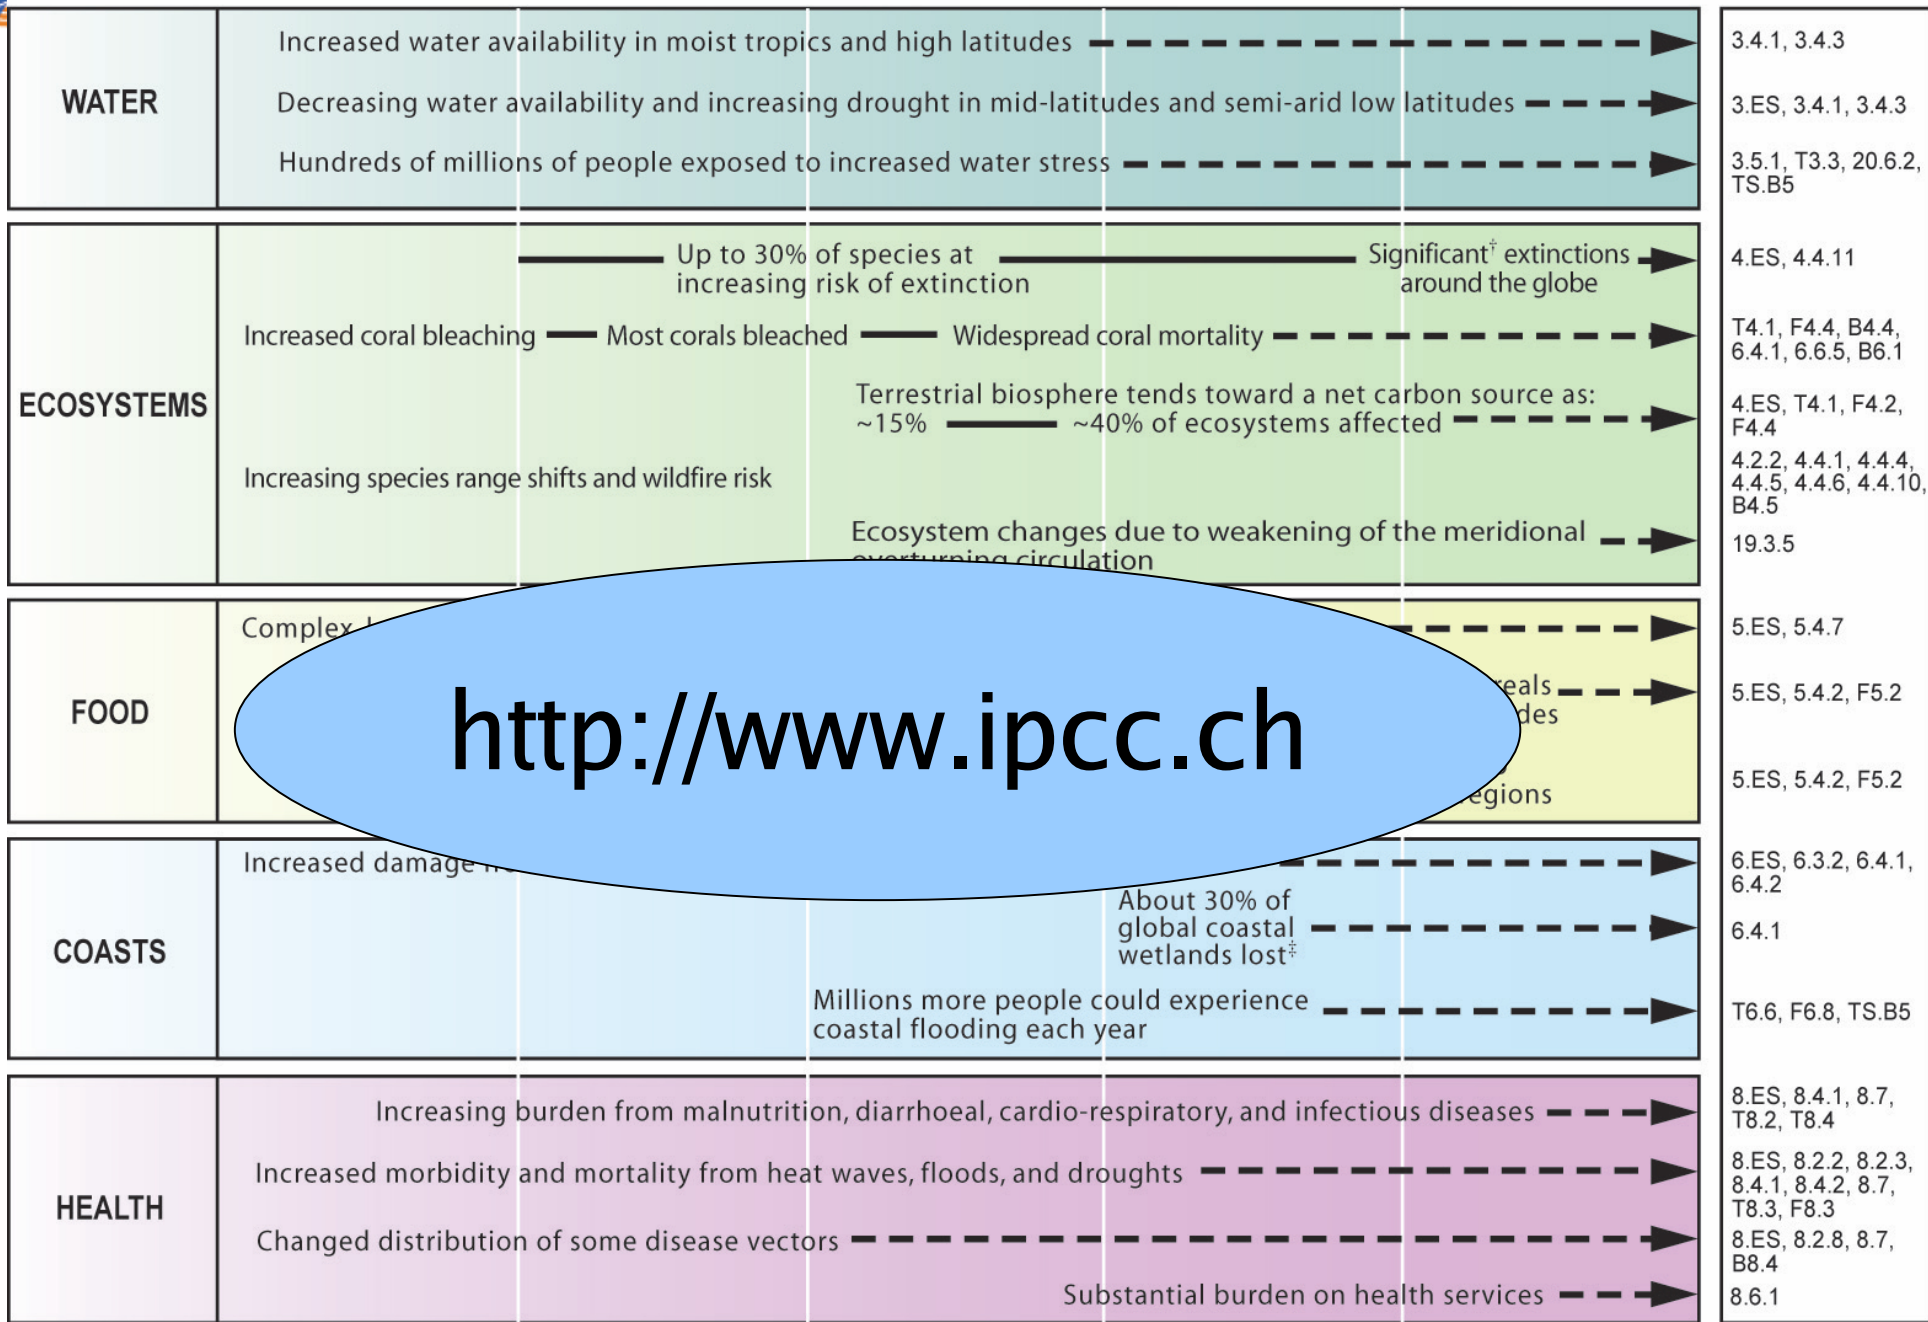 WATER
Increased water availability in moist tropics and high latitudes
3.4.1, 3.4.3
Decreasing water availability and increasing drought in mid-latitudes and semi-arid low latitudes
3.ES, 3.4.1, 3.4.3
Hundreds of millions of people exposed to increased water stress
3.5.1, T3.3, 20.6.2,
TS.B5
ECOSYSTEMS
Up to 30% of species at
increasing risk of extinction
Significant† extinctions
around the globe
4.ES, 4.4.11
Increased coral bleaching
Most corals bleached
Widespread coral mortality
T4.1, F4.4, B4.4,
6.4.1, 6.6.5, B6.1
Terrestrial biosphere tends toward a net carbon source as:
~15%
~40% of ecosystems affected
4.ES, T4.1, F4.2,
F4.4
Increasing species range shifts and wildfire risk
4.2.2, 4.4.1, 4.4.4,
4.4.5, 4.4.6, 4.4.10,
B4.5
Ecosystem changes due to weakening of the meridional
overturning circulation
19.3.5
FOOD
Complex
5.ES, 5.4.7
5.ES, 5.4.2, F5.2
5.ES, 5.4.2, F5.2
http://www.ipcc.ch
COASTS
Increased damage
6.ES, 6.3.2, 6.4.1,
6.4.2
About 30% of
global coastal
wetlands lost‡
6.4.1
Millions more people could experience
coastal flooding each year
T6.6, F6.8, TS.B5
HEALTH
Increasing burden from malnutrition, diarrhoeal, cardio-respiratory, and infectious diseases
8.ES, 8.4.1, 8.7,
T8.2, T8.4
Increased morbidity and mortality from heat waves, floods, and droughts
8.ES, 8.2.2, 8.2.3,
8.4.1, 8.4.2, 8.7,
T8.3, F8.3
Changed distribution of some disease vectors
8.ES, 8.2.8, 8.7,
B8.4
Substantial burden on health services
8.6.1